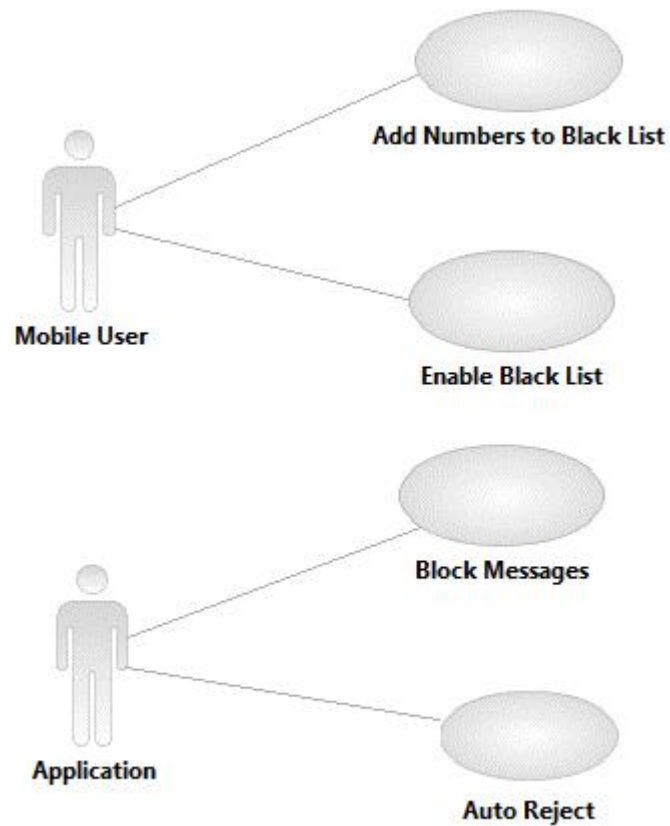 Add Numbers to Black List
Mobile User
Enable Black List
Block Messages
Application
Auto Reject